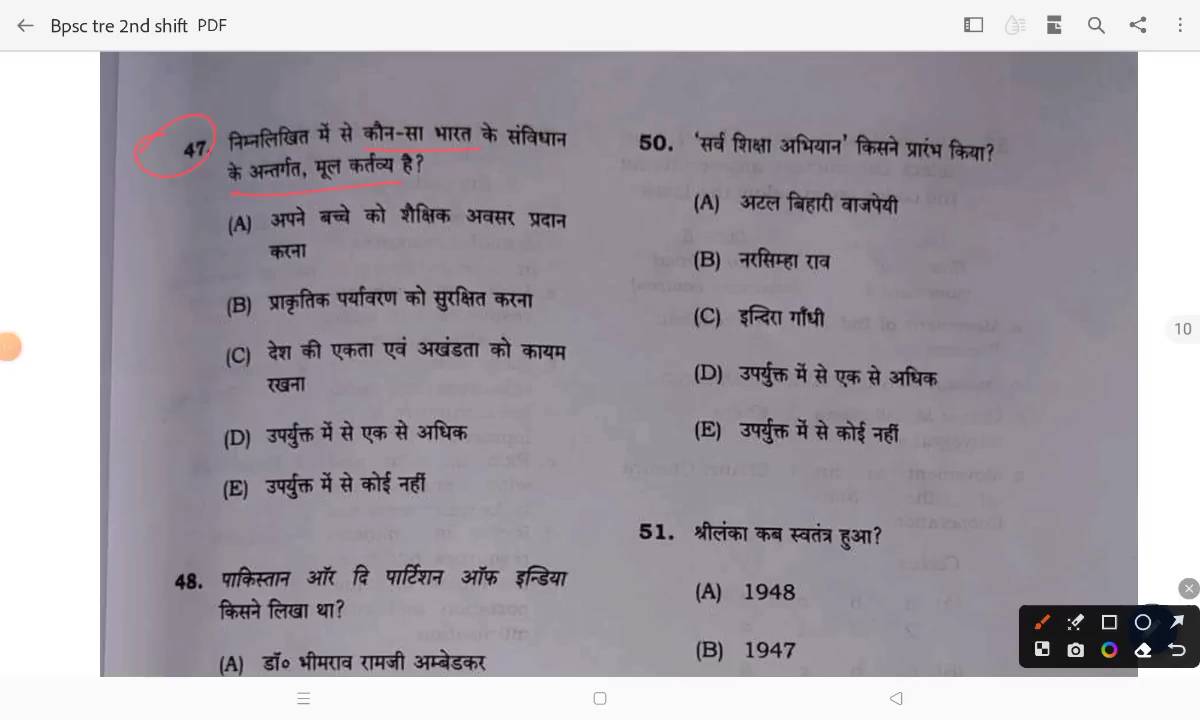 Bpsc tre 2nd shift PDF
47. निम्नलिखित में से कौन-सा भारत के संविधान
के अन्तर्गत, मूल कर्तव्य है?
(A) अपने बच्चे को शैक्षिक अवसर प्रदान
करना
(B) प्राकृतिक पर्यावरण को सुरक्षित करना
(C) देश की एकता एवं अखंडता को कायम
रखना
(D) उपर्युक्त में से एक से अधिक
(E) उपर्युक्त में से कोई नहीं
48. पाकिस्तान ऑर दि पार्टिशन ऑफ इन्डिया
किसने लिखा था?
(A) डॉ० भीमराव रामजी अम्बेडकर
50. 'सर्व शिक्षा अभियान' किसने प्रारंभ किया?
(A) अटल बिहारी वाजपेयी
(B) नरसिम्हा राव
(C) इन्दिरा गाँधी
(D) उपर्युक्त में से एक से अधिक
(E) उपर्युक्त में से कोई नहीं
51. श्रीलंका कब स्वतंत्र हुआ?
(A) 1948
(B) 1947
10